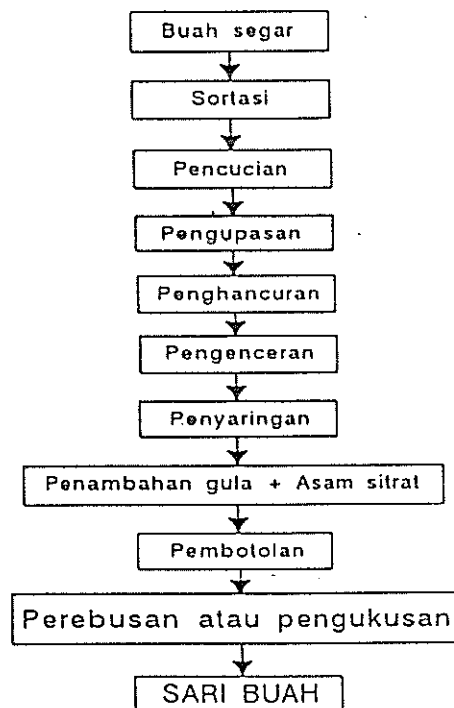 Buah segar
Sortasi
Pencucian
Pengupasan
Penghancuran
Pengenceran
Penyaringan
Penambahan gula + Asam sitrat
Pembotolan
Perebusan atau pengukusan
SARI BUAH